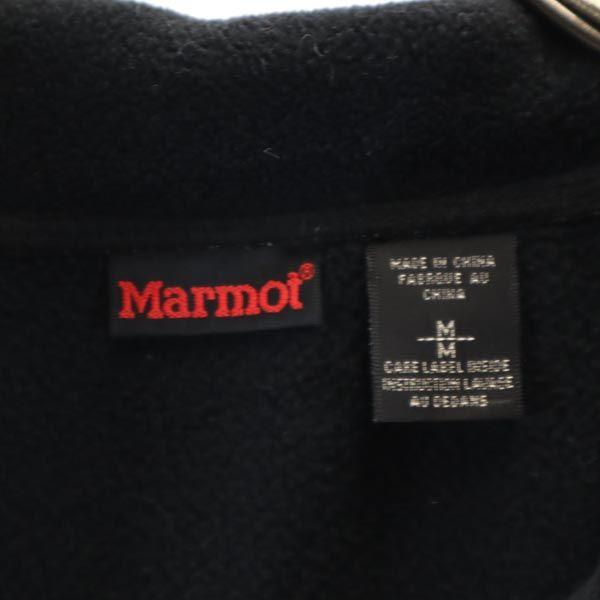 Marmot®
MADE IN CHINA
FABRIQUE AU
CHINA
M
M
CARE LABEL INSIDE
INSTRUCTION LAVAGE
AU DEDANS